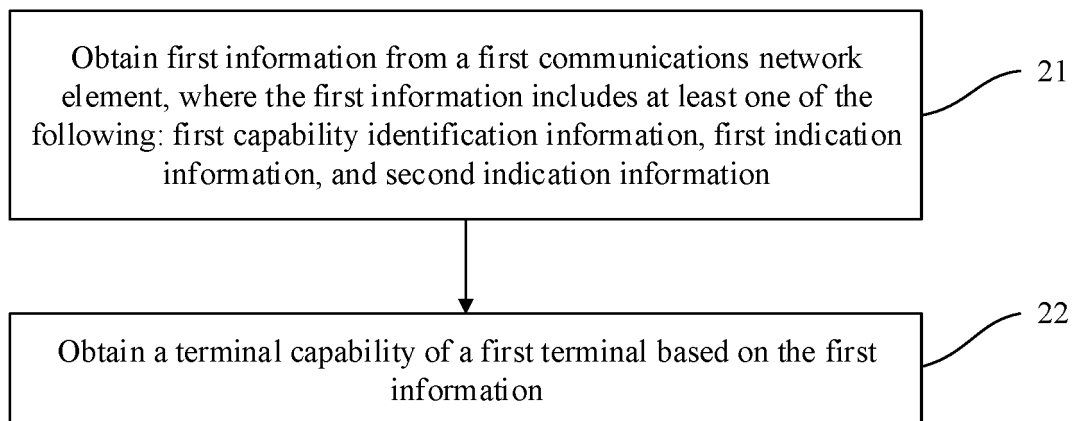 Obtain first information from a first communications network
element, where the first information includes at least one of the
following: first capability identification information, first indication
information, and second indication information
21
Obtain a terminal capability of a first terminal based on the first
information
22